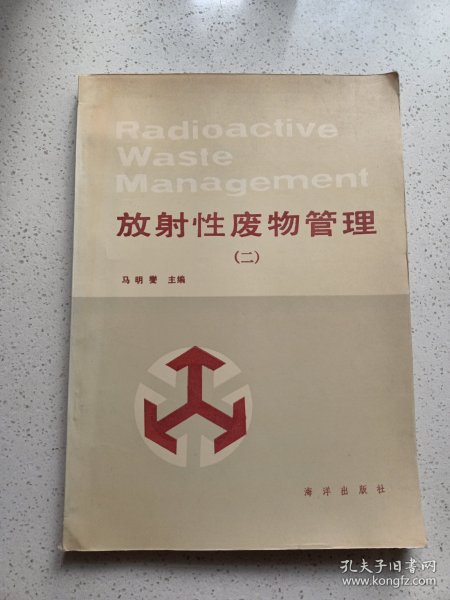 Radioactive
Waste
Management
放射性废物管理
(二)
马明燮 主编
海洋出版社
孔夫子旧书网
www.kongfz.com